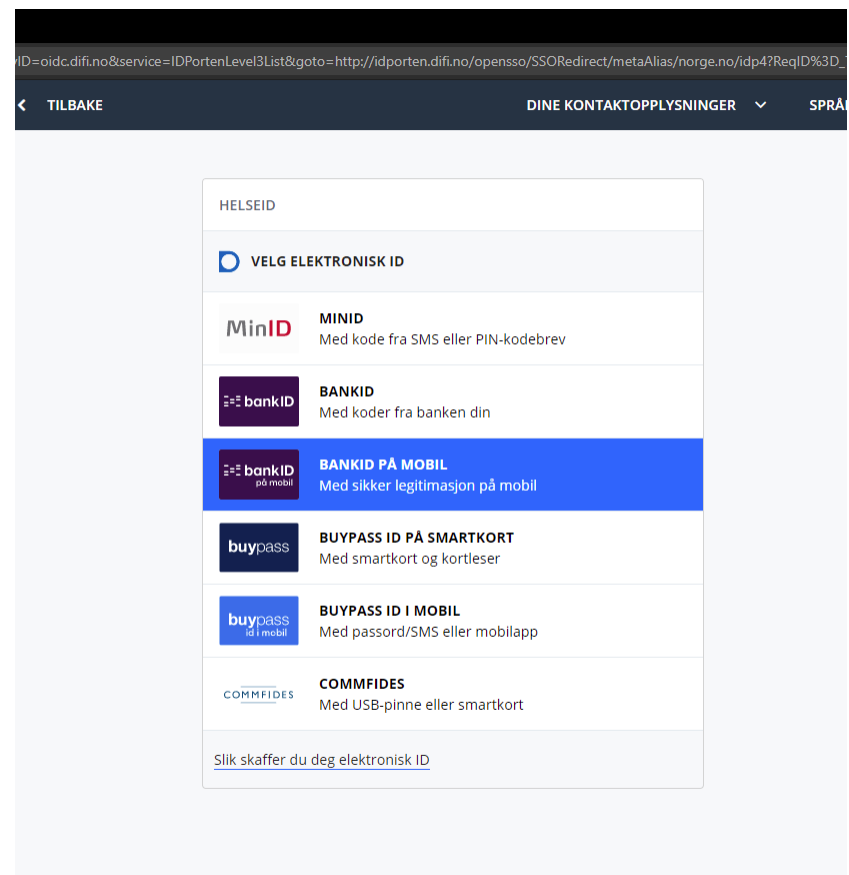 ID=oidc.difi.no&service=IDPortenLevel3List&goto=http://idporten.difi.no/opensso/SSORedirect/metaAlias/norge.no/idp4?ReqID%3D_
TILBAKE
DINE KONTAKTOPPLYSNINGER
SPRÅ
HELSEID
VELG ELEKTRONISK ID
MinID
MINID
Med kode fra SMS eller PIN-kodebrev
bankID
BANKID
Med koder fra banken din
bankID
på mobil
BANKID PÅ MOBIL
Med sikker legitimasjon på mobil
buypass
BUYPASS ID PÅ SMARTKORT
Med smartkort og kortleser
buypass
id i mobil
BUYPASS ID I MOBIL
Med passord/SMS eller mobilapp
COMMFIDES
COMMFIDES
Med USB-pinne eller smartkort
Slik skaffer du deg elektronisk ID